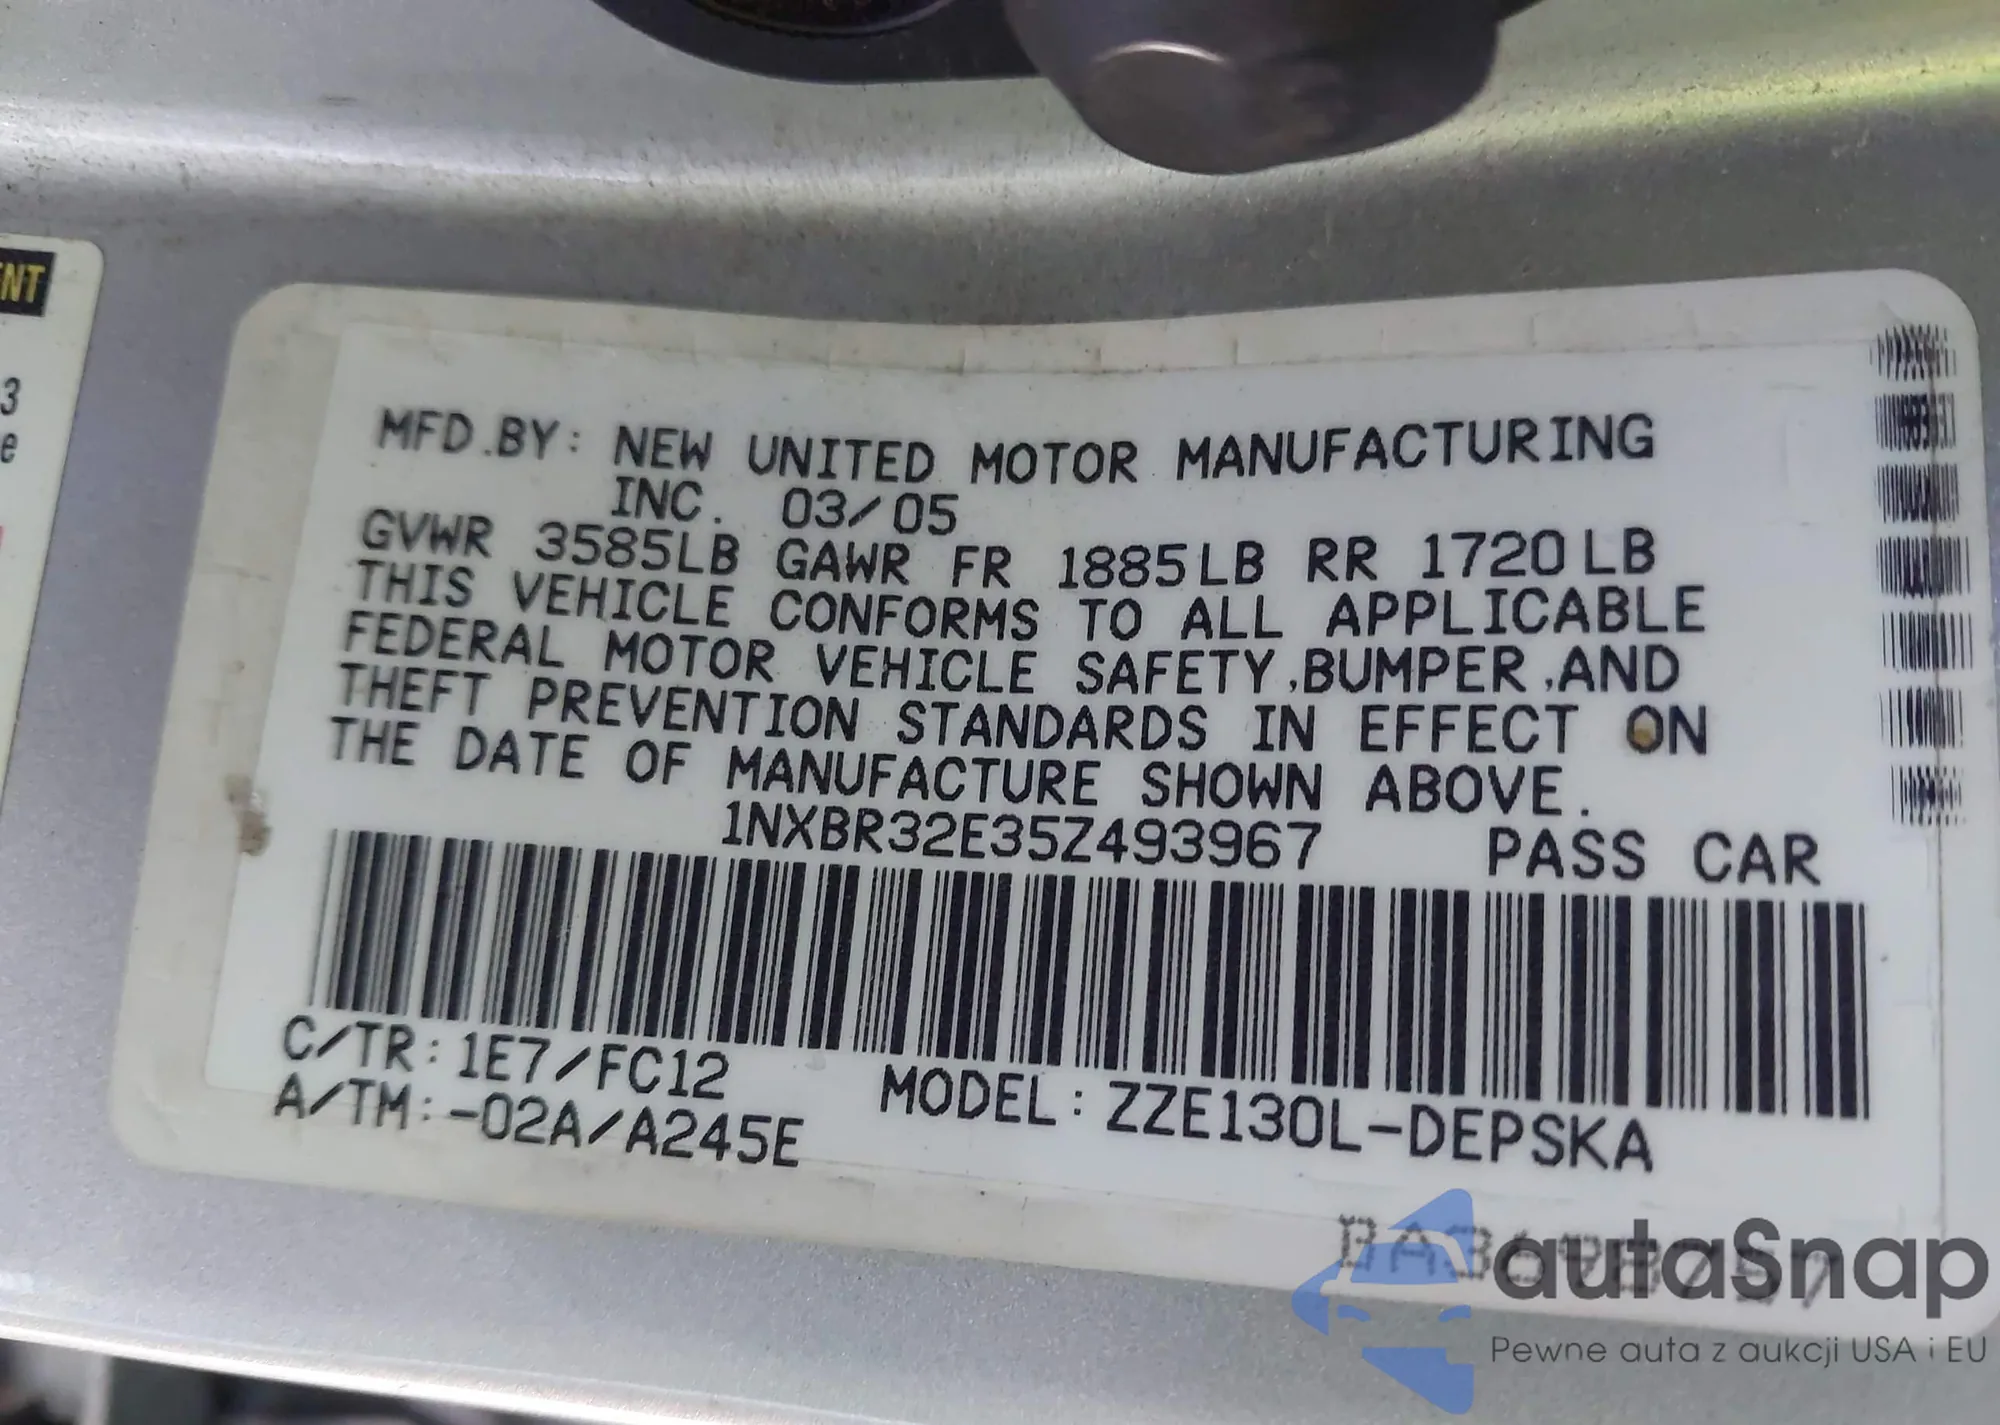 ENT
3
e
MFD.BY: NEW UNITED MOTOR MANUFACTURING
INC. 03/05
GVWR 3585LB GAWR FR 1885LB RR 1720LB
THIS VEHICLE CONFORMS TO ALL APPLICABLE
FEDERAL MOTOR VEHICLE SAFETY,BUMPER,AND
THEFT PREVENTION STANDARDS IN EFFECT ON
THE DATE OF MANUFACTURE SHOWN ABOVE.
1NXBR32E35Z493967 PASS CAR
C/TR: 1E7/FC12
A/TM: -02A/A245E
MODEL: ZZE130L-DEPSKA
autaSnap
Pewne auta z aukcji USA i EU